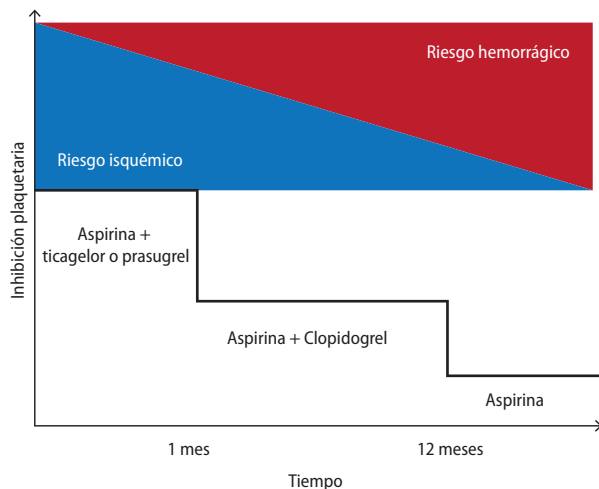 Riesgo hemorrágico
Riesgo isquémico
Inhibición plaquetaria
Aspirina +
ticagelor o prasugrel
Aspirina + Clopidogrel
Aspirina
1 mes
12 meses
Tiempo